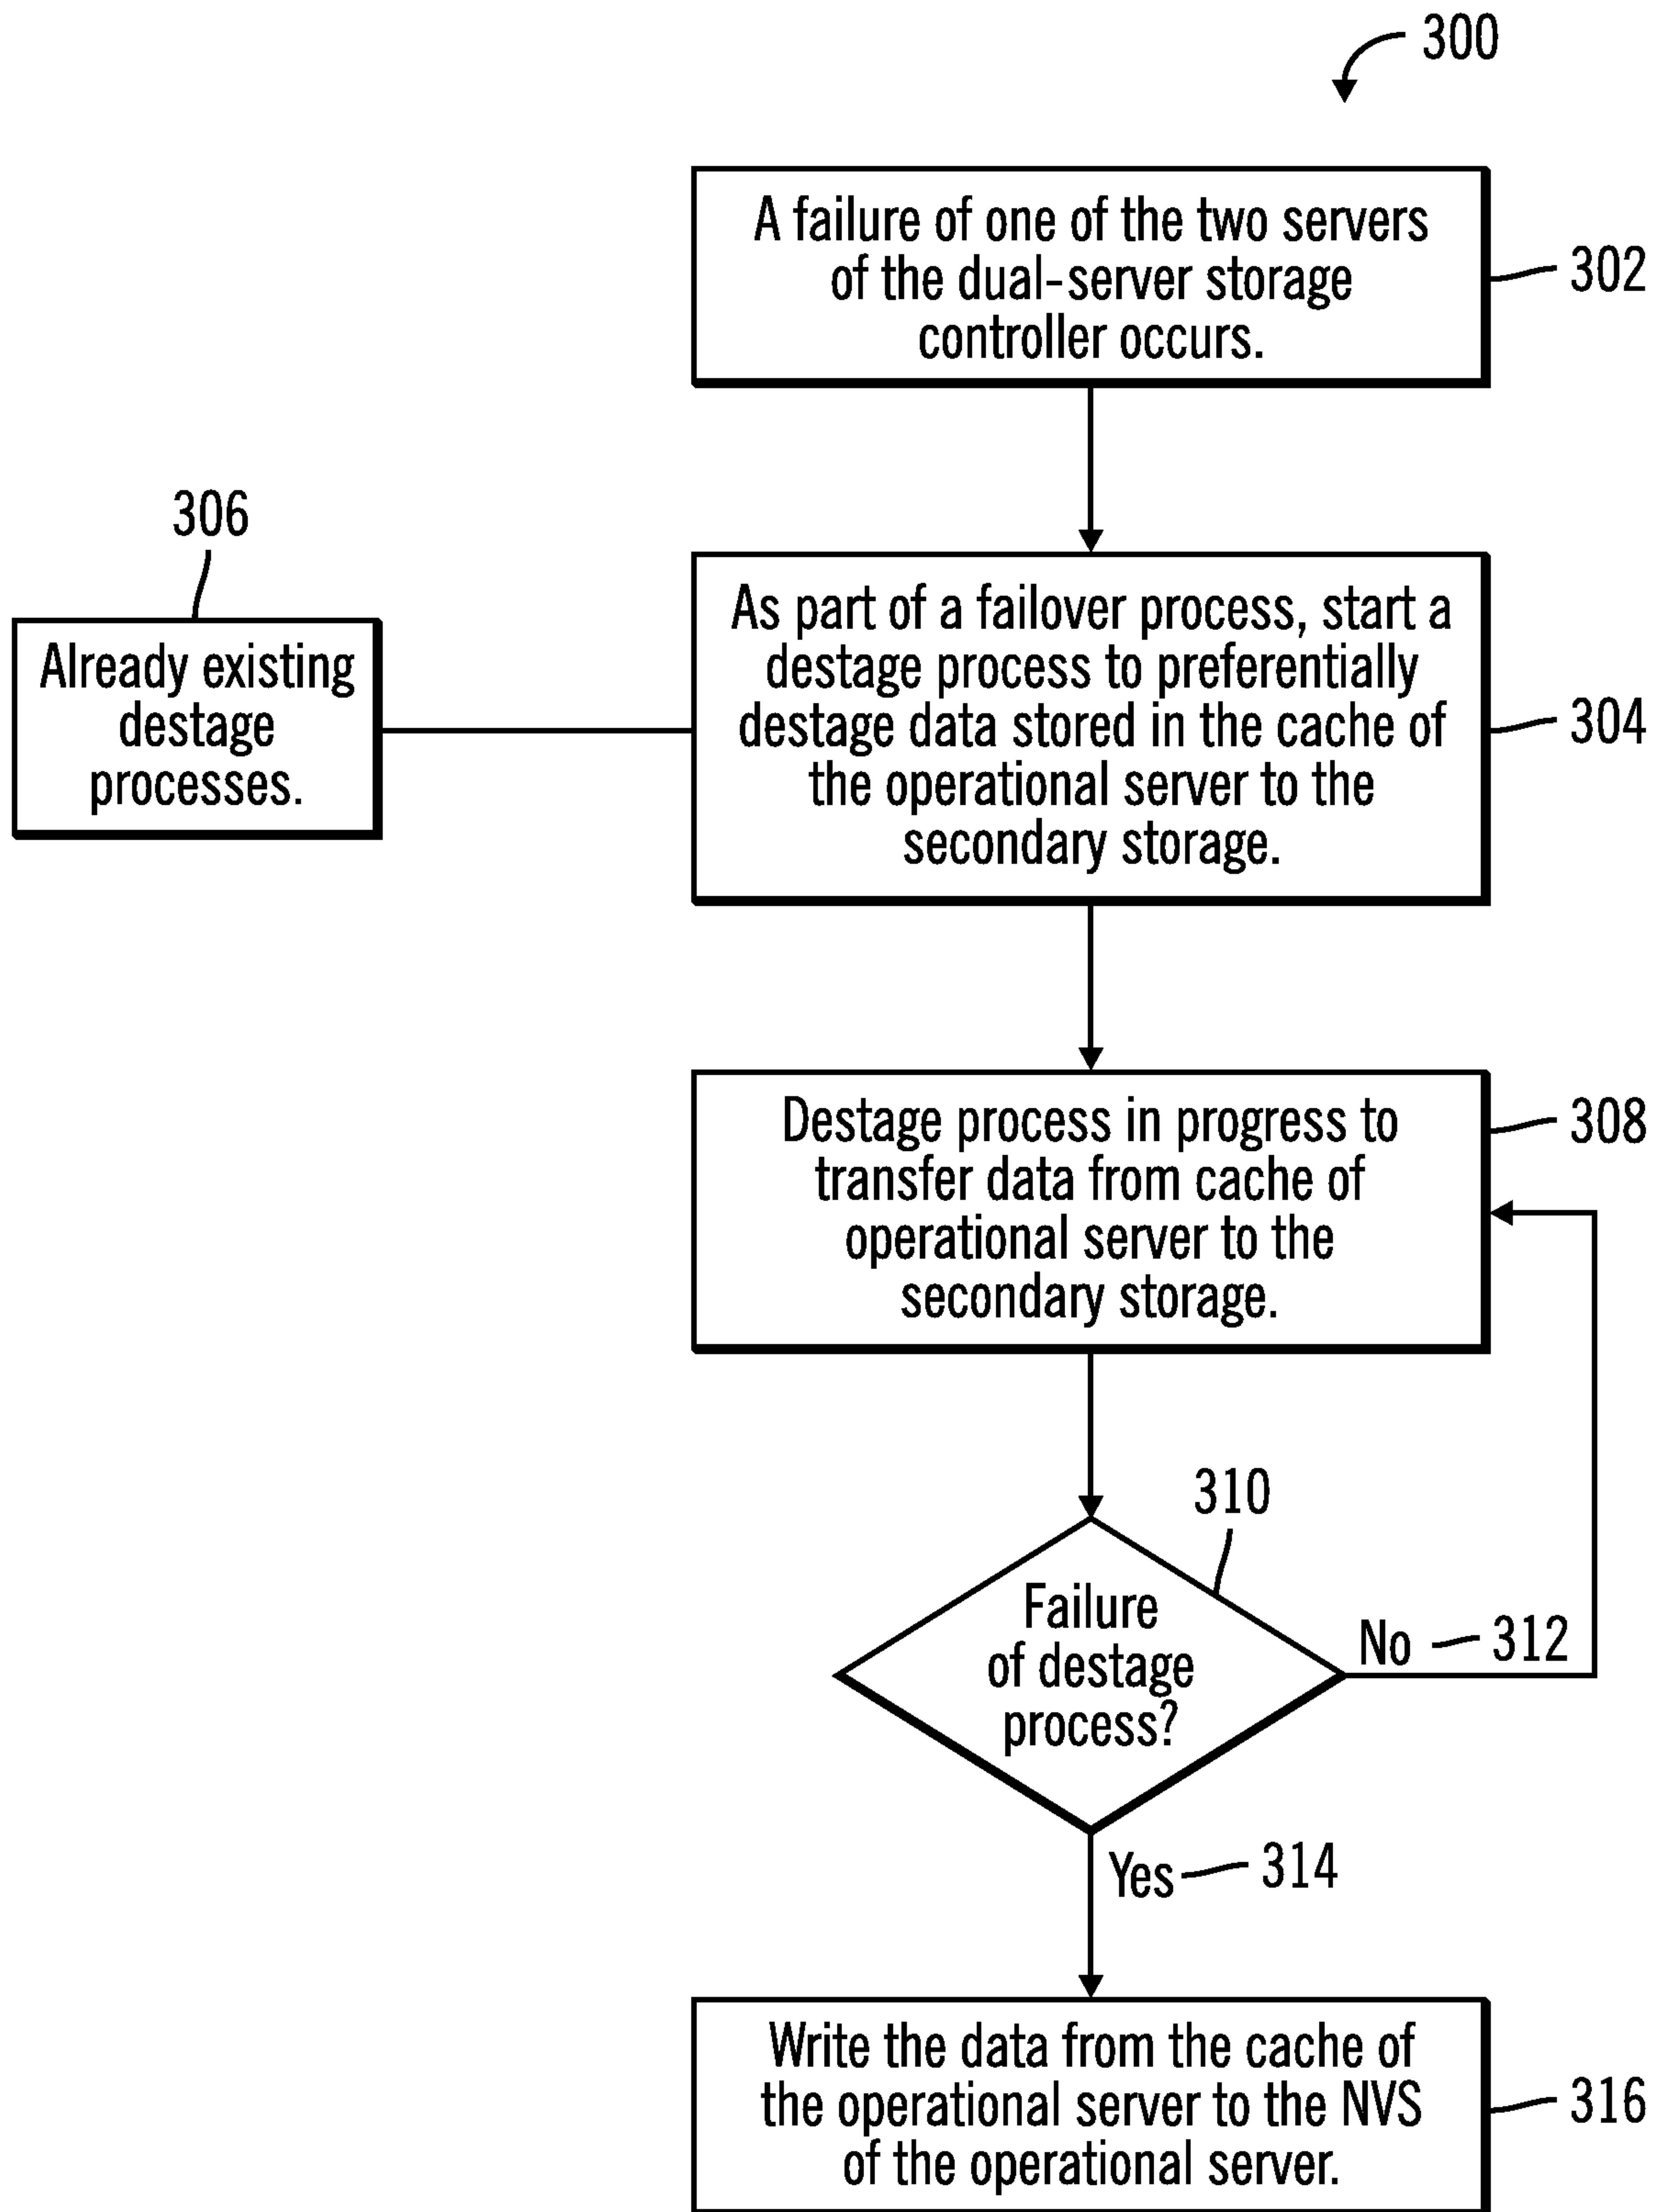 300
A failure of one of the two servers
of the dual-server storage
controller occurs.
302
306
Already existing
destage
processes.
As part of a failover process, start a
destage process to preferentially
destage data stored in the cache of
the operational server to the
secondary storage.
304
Destage process in progress to
transfer data from cache of
operational server to the
secondary storage.
308
310
Failure
of destage
process?
No
312
Yes
314
Write the data from the cache of
the operational server to the NVS
of the operational server.
316